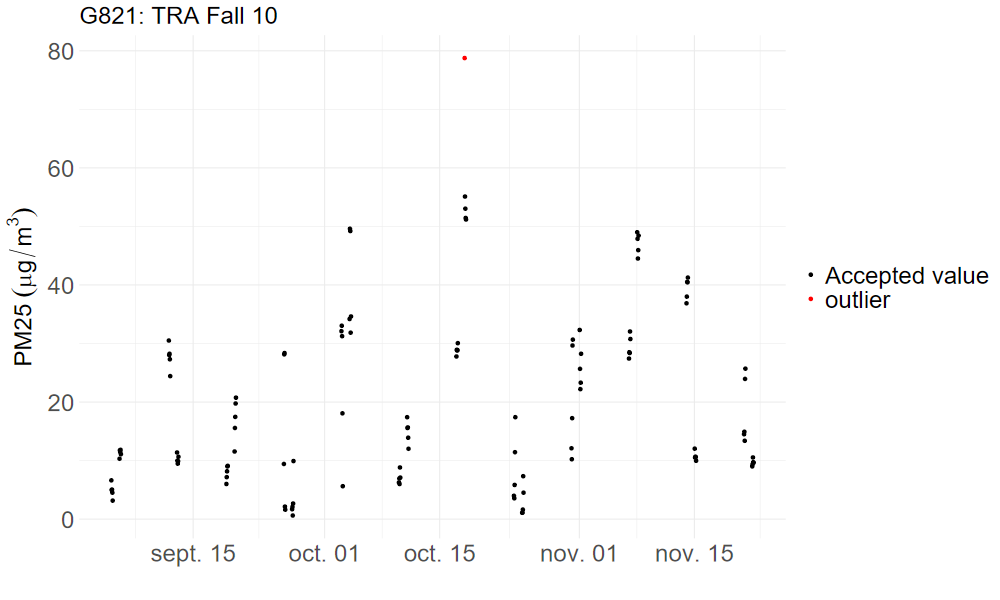 G821: TRA Fall 10
80
60
40
20
0
PM25 (μg/m³)
sept. 15
oct. 01
oct. 15
nov. 01
nov. 15
Accepted value
outlier